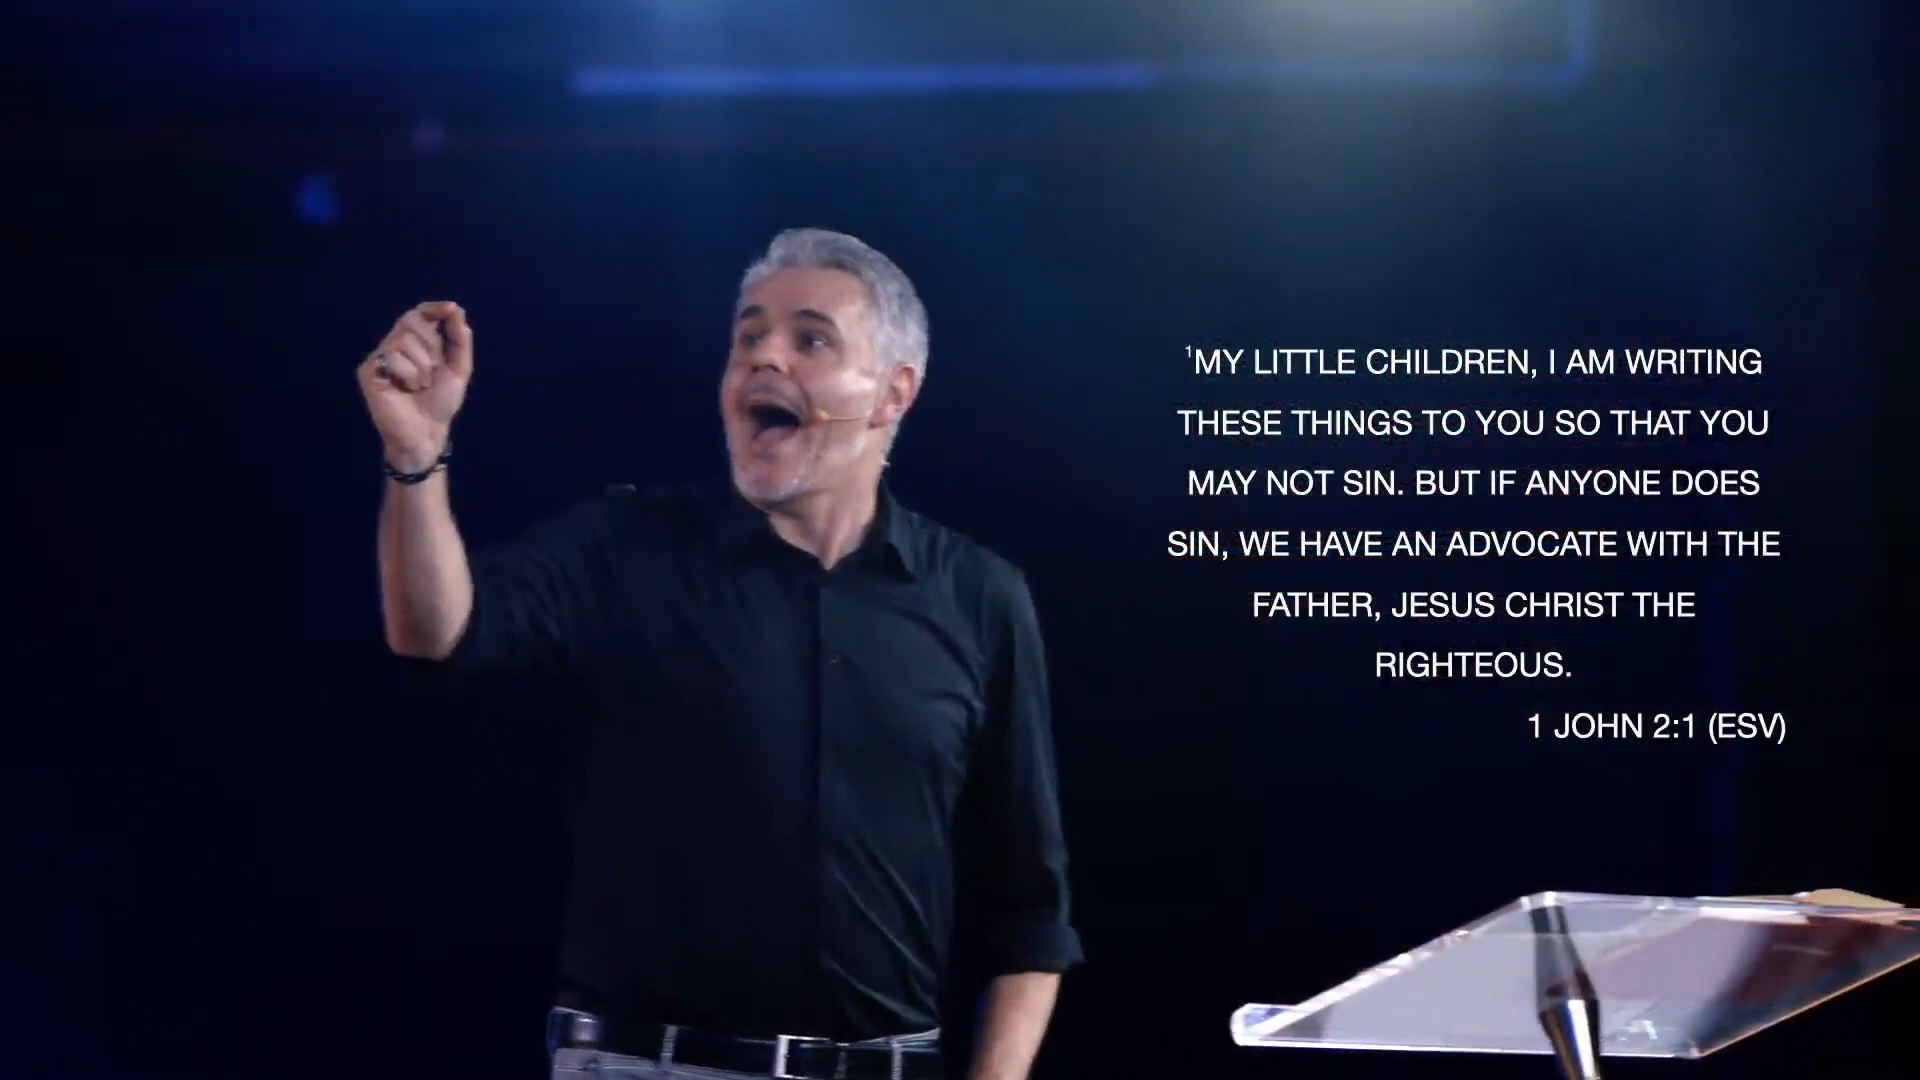 ¹MY LITTLE CHILDREN, I AM WRITING
THESE THINGS TO YOU SO THAT YOU
MAY NOT SIN. BUT IF ANYONE DOES
SIN, WE HAVE AN ADVOCATE WITH THE
FATHER, JESUS CHRIST THE
RIGHTEOUS.
1 JOHN 2:1 (ESV)